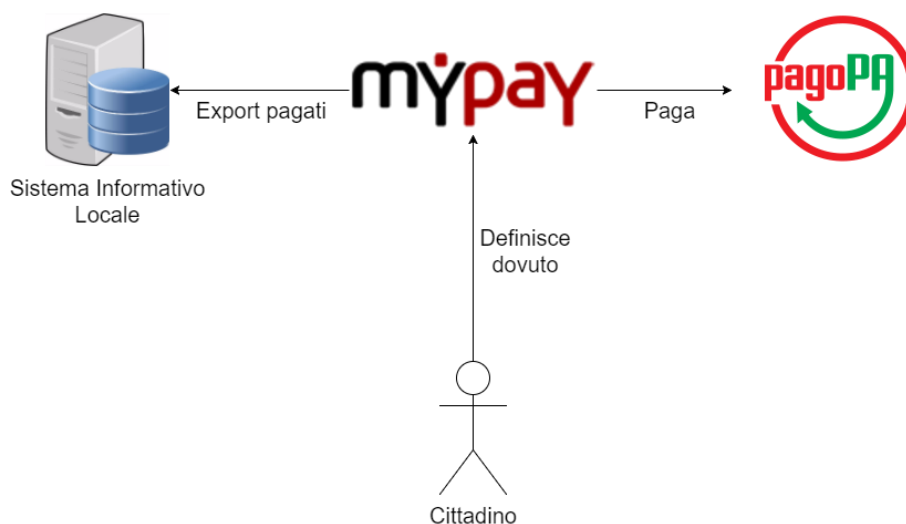 mypay
pagoPA
Export pagati
Paga
Sistema Informativo
Locale
Definisce
dovuto
Cittadino